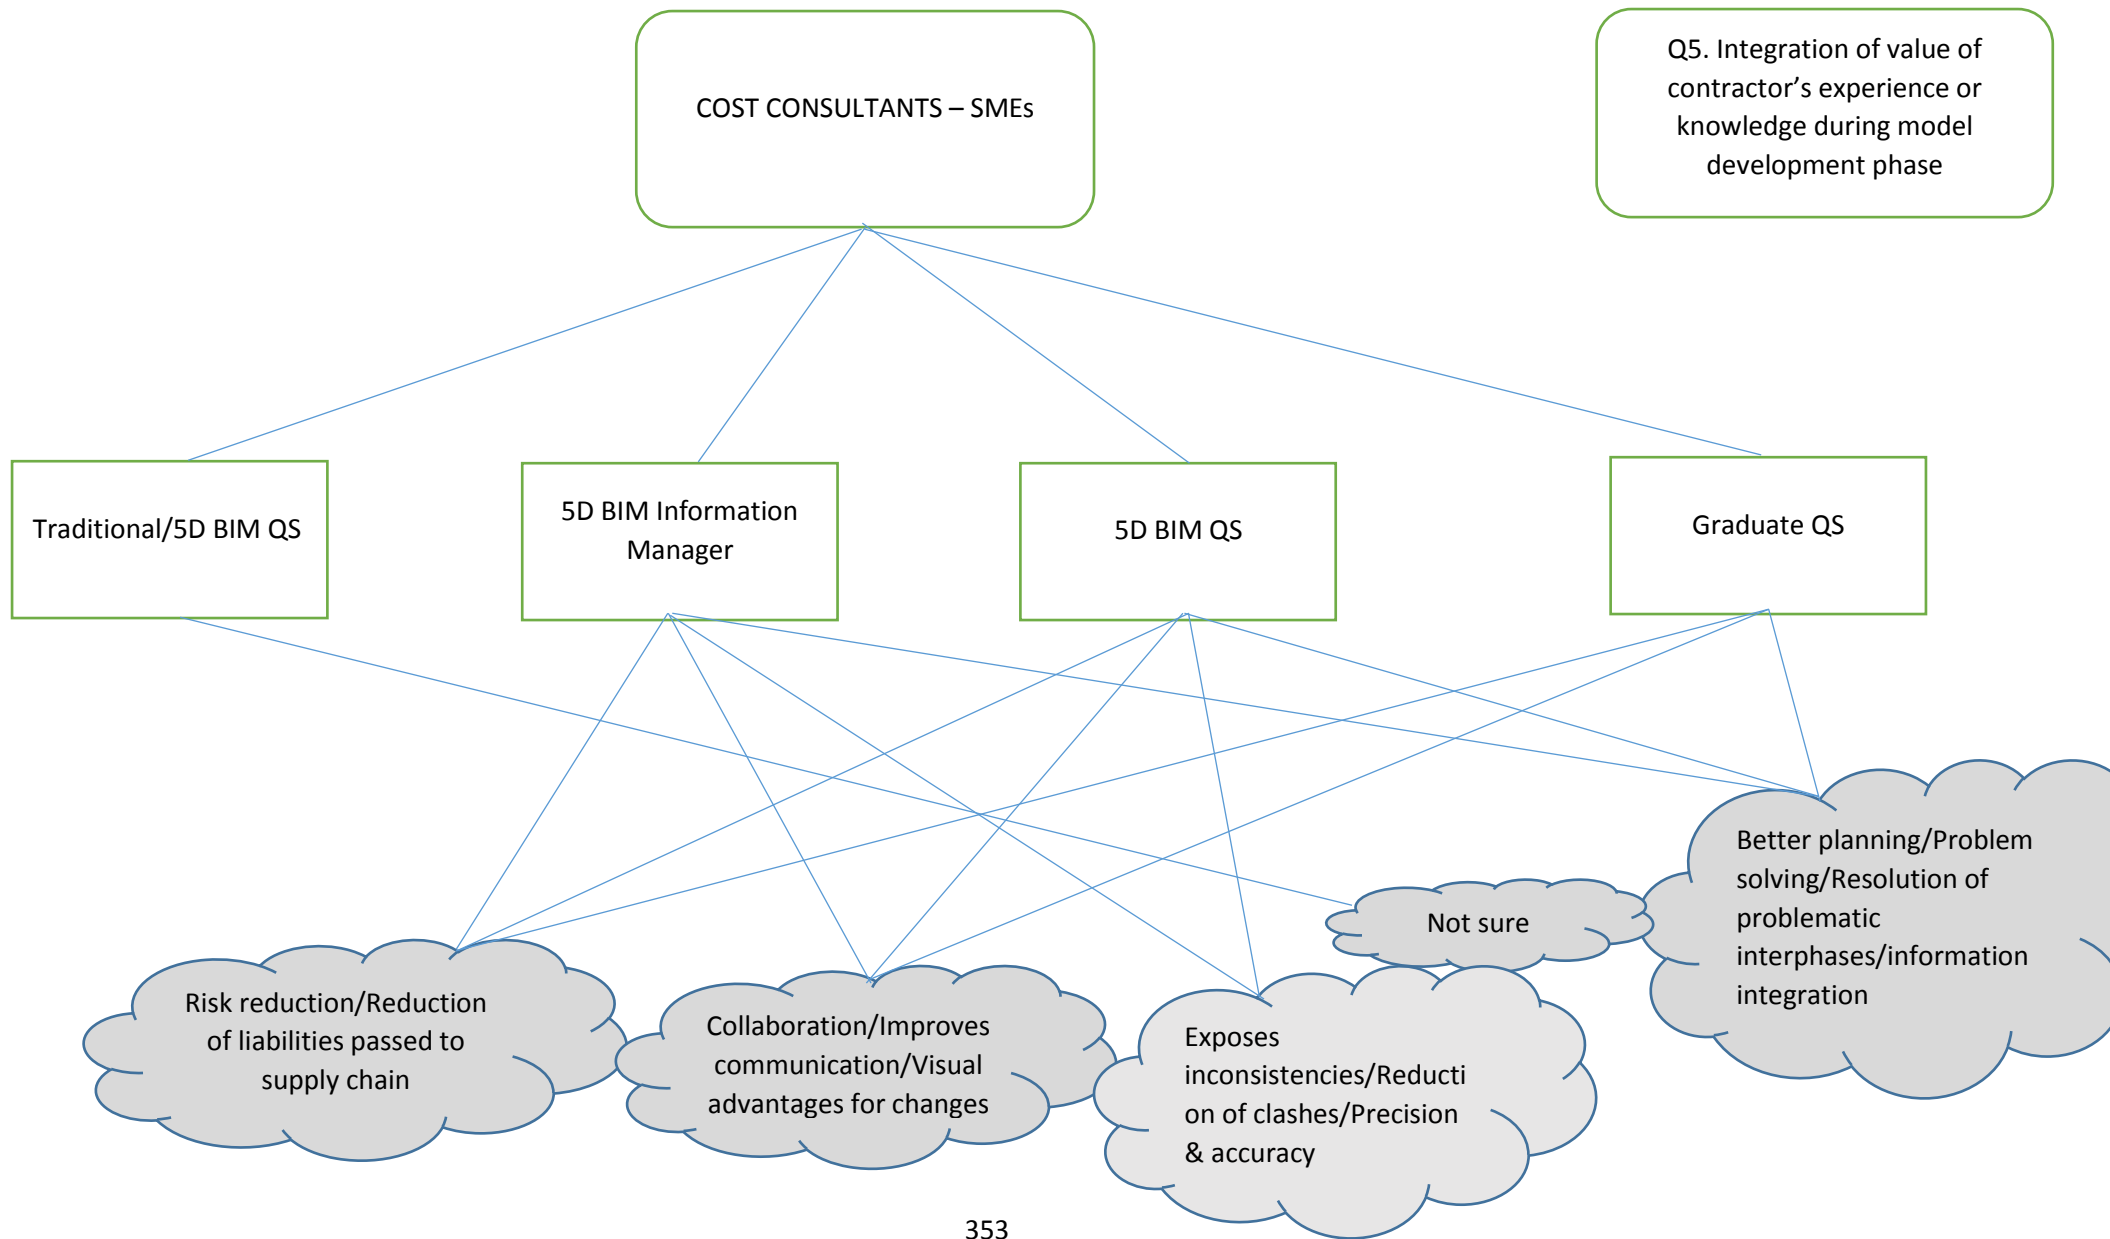 COST CONSULTANTS – SMEs
Q5. Integration of value of
contractor’s experience or
knowledge during model
development phase
Traditional/5D BIM QS
5D BIM Information
Manager
5D BIM QS
Graduate QS
Risk reduction/Reduction
of liabilities passed to
supply chain
Collaboration/Improves
communication/Visual
advantages for changes
Exposes
inconsistencies/Reducti
on of clashes/Precision
& accuracy
Not sure
Better planning/Problem
solving/Resolution of
problematic
interphases/information
integration
353